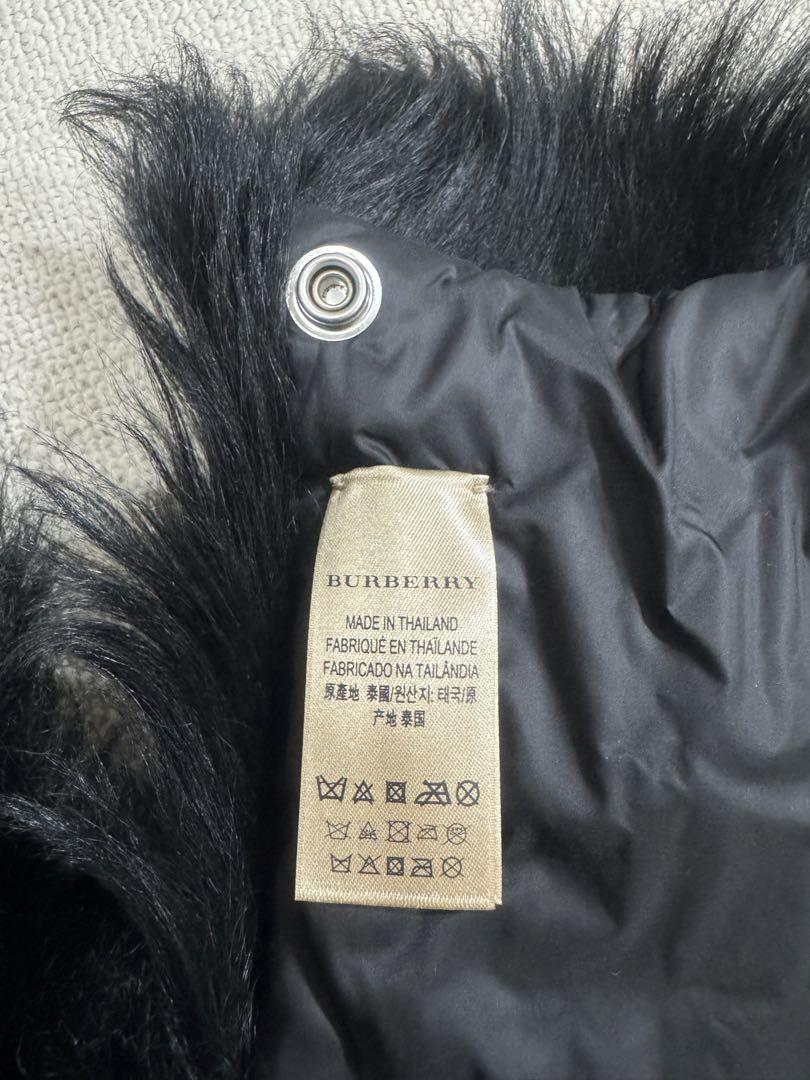 BURBERRY
MADE IN THAILAND
FABRIQUÉ EN THAÏLANDE
FABRICADO NA TAILÂNDIA
原產地 泰國/원산지: 태국/原
产地 泰国